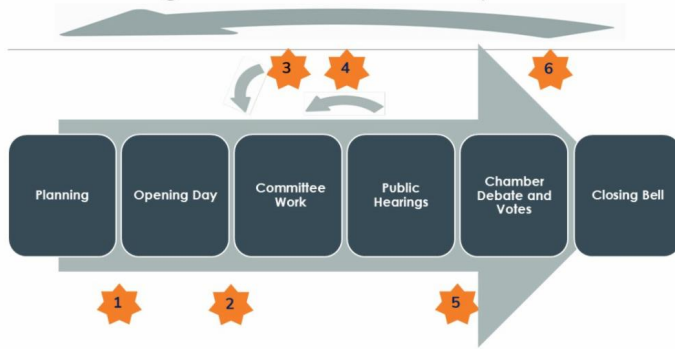 3
4
6
Planning
Opening Day
Committee
Work
Public
Hearings
Chamber
Debate and
Votes
Closing Bell
1
2
5